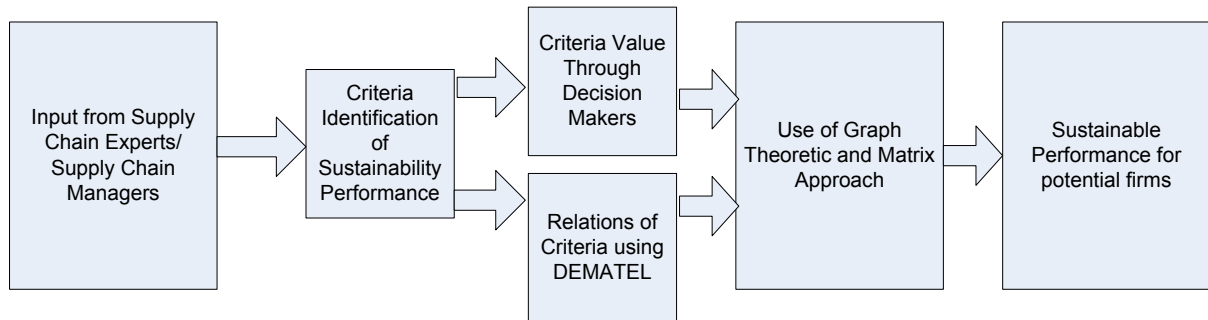 Input from Supply
Chain Experts/
Supply Chain
Managers
Criteria
Identification
of
Sustainability
Performance
Criteria Value
Through
Decision
Makers
Relations of
Criteria using
DEMATEL
Use of Graph
Theoretic and Matrix
Approach
Sustainable
Performance for
potential firms